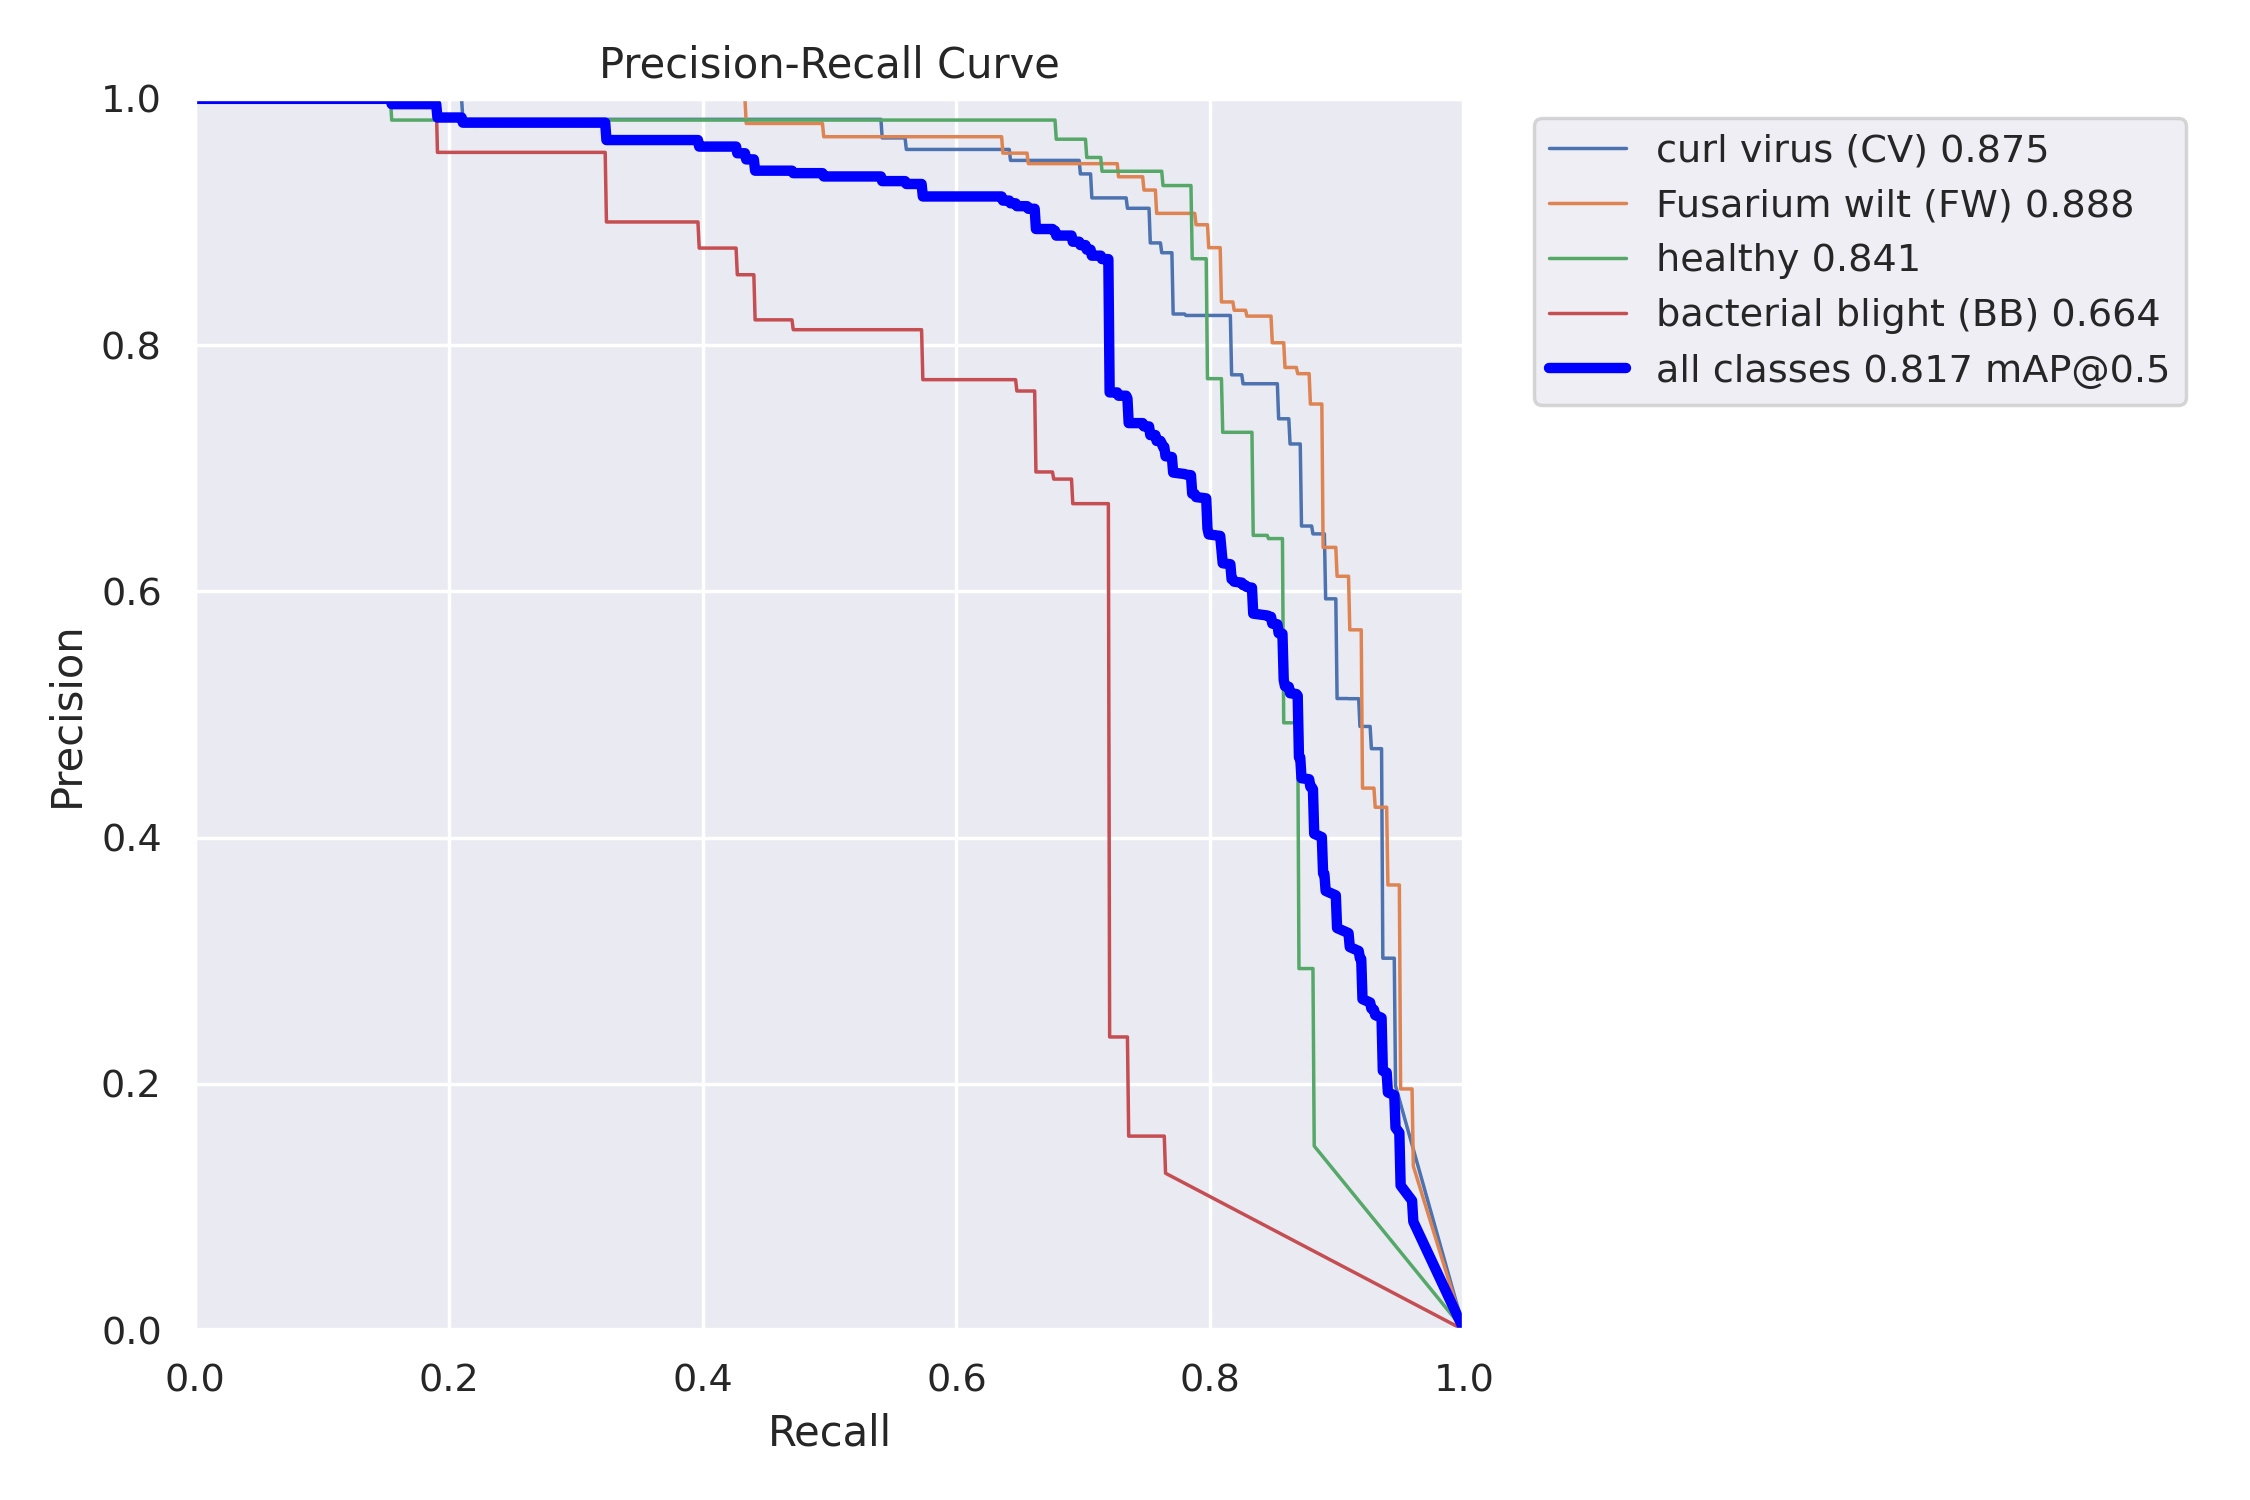 Precision-Recall Curve
1.0
0.8
0.6
0.4
0.2
0.0
Precision
0.0 0.2 0.4 0.6 0.8 1.0
Recall
curl virus (CV) 0.875
Fusarium wilt (FW) 0.888
healthy 0.841
bacterial blight (BB) 0.664
all classes 0.817 mAP@0.5